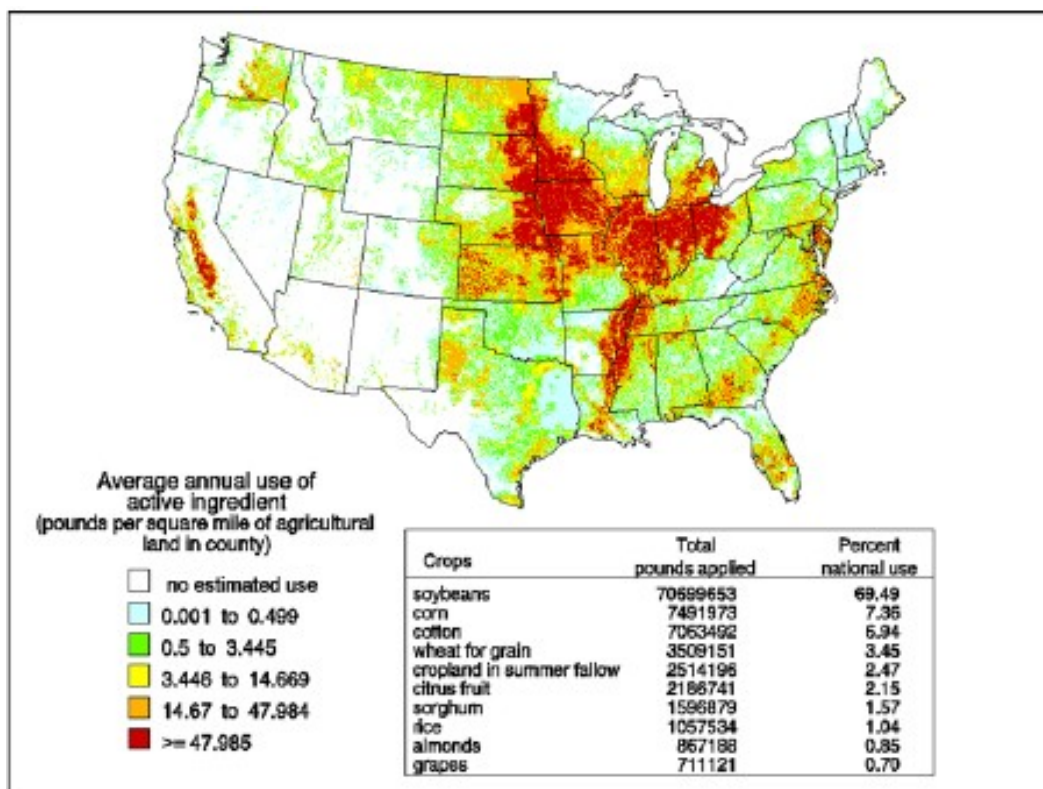 Average annual use of
active ingredient
(pounds per square mile of agricultural
land in county)
no estimated use
0.001 to 0.499
0.5 to 3.445
3.446 to 14.669
14.67 to 47.984
>= 47.985
Crops Total pounds applied Percent national use
soybeans 70699653 69.49
corn 7491973 7.36
cotton 7063492 6.94
wheat for grain 3509151 3.45
cropland in summer fallow 2514196 2.47
citrus fruit 2186741 2.15
sorghum 1596879 1.57
rice 1057534 1.04
almonds 867188 0.85
grapes 711121 0.70